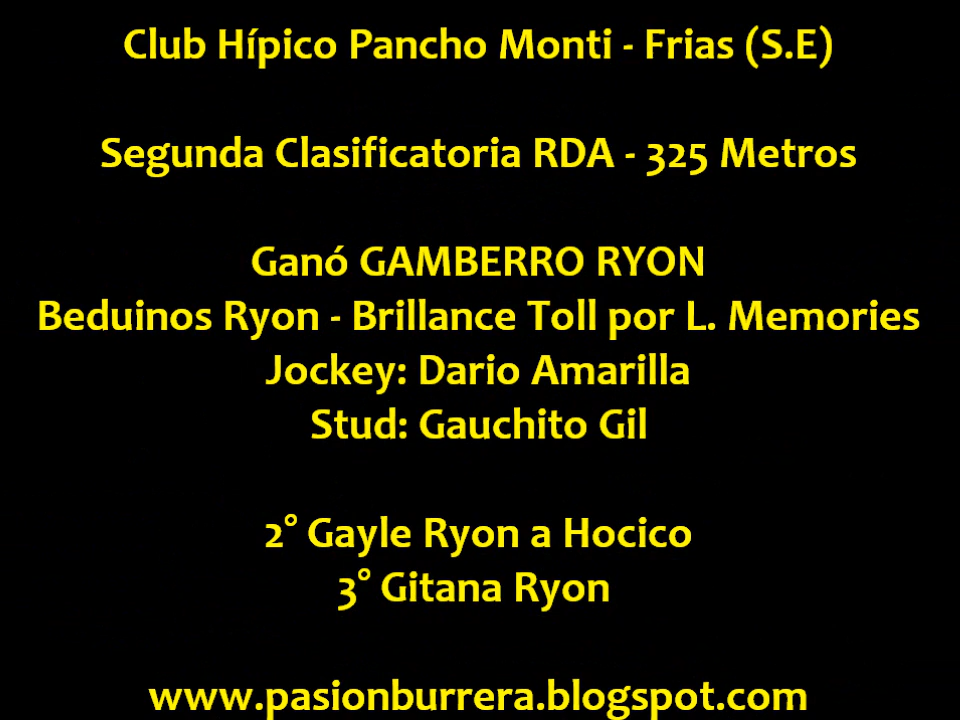 Club Hípico Pancho Monti - Frias (S.E)
Segunda Clasificatoria RDA - 325 Metros
Ganó GAMBERRO RYON
Beduinos Ryon - Brillance Toll por L. Memories
Jockey: Dario Amarilla
Stud: Gauchito Gil
2° Gayle Ryon a Hocico
3° Gitana Ryon
www.pasionburrera.blogspot.com